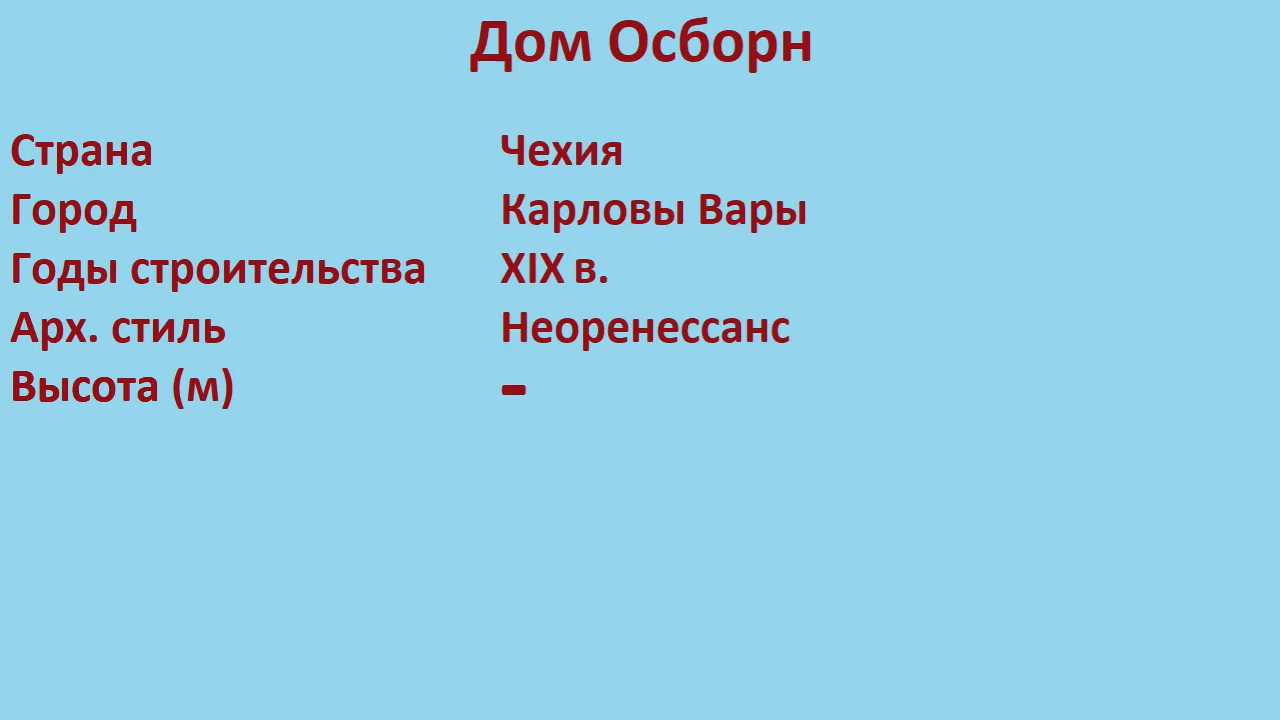 Дом Осборн
Страна Чехия
Город Карловы Вары
Годы строительства XIX в.
Арх. стиль Неоренессанс
Высота (м) -